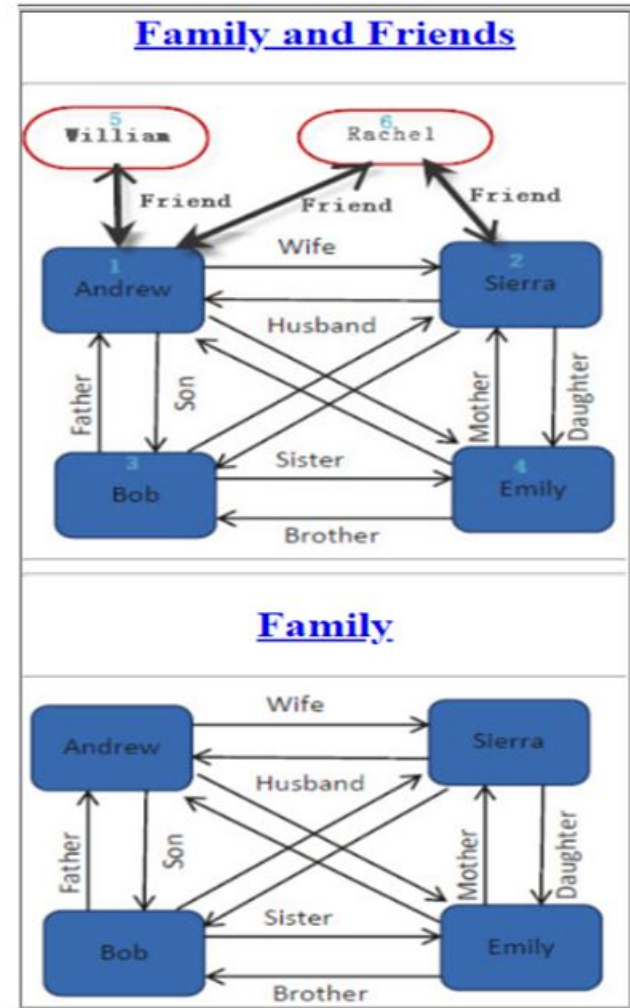 Family and Friends
5
William
6
Rachel
Friend
Friend
Friend
Wife
1
Andrew
2
Sierra
Husband
Father
Son
Mother
Daughter
3
Bob
Sister
4
Emily
Brother
Family
Wife
Andrew
Sierra
Husband
Father
Son
Mother
Daughter
Bob
Sister
Emily
Brother